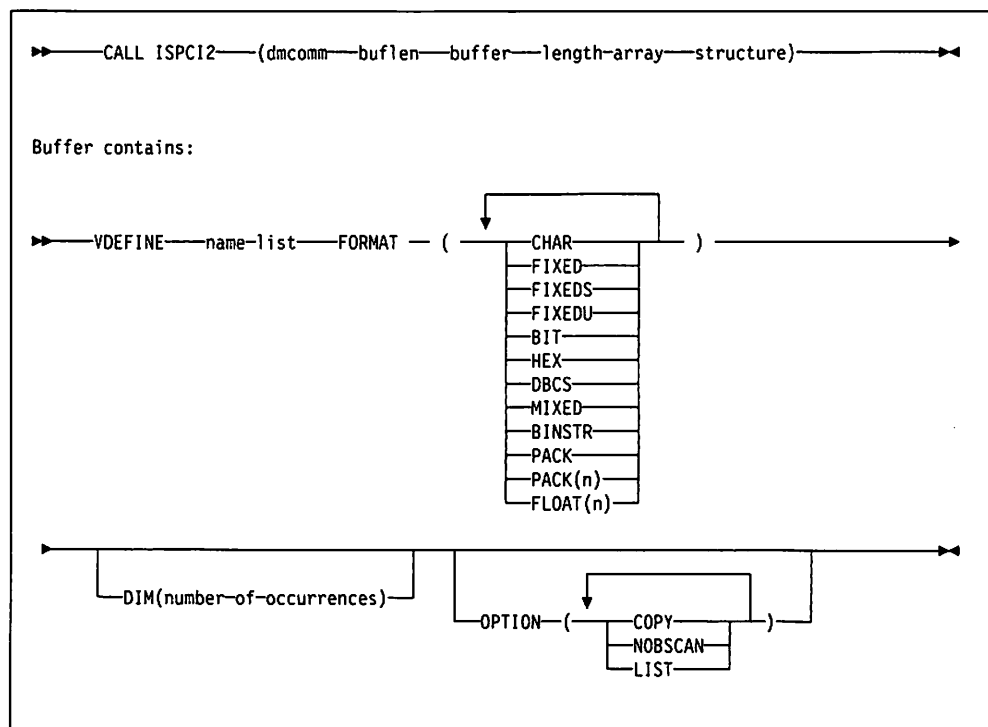 CALL ISPCI2 (dmcomm buflen buffer length-array structure)
Buffer contains:
VDEFINE name-list FORMAT ( CHAR )
FIXED
FIXEDS
FIXEDU
BIT
HEX
DBCS
MIXED
BINSTR
PACK
PACK(n)
FLOAT(n)
DIM(number-of-occurrences)
OPTION ( COPY )
NOBSCAN
LIST